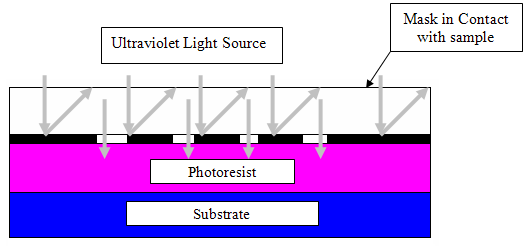 Mask in Contact
with sample
Ultraviolet Light Source
Photoresist
Substrate